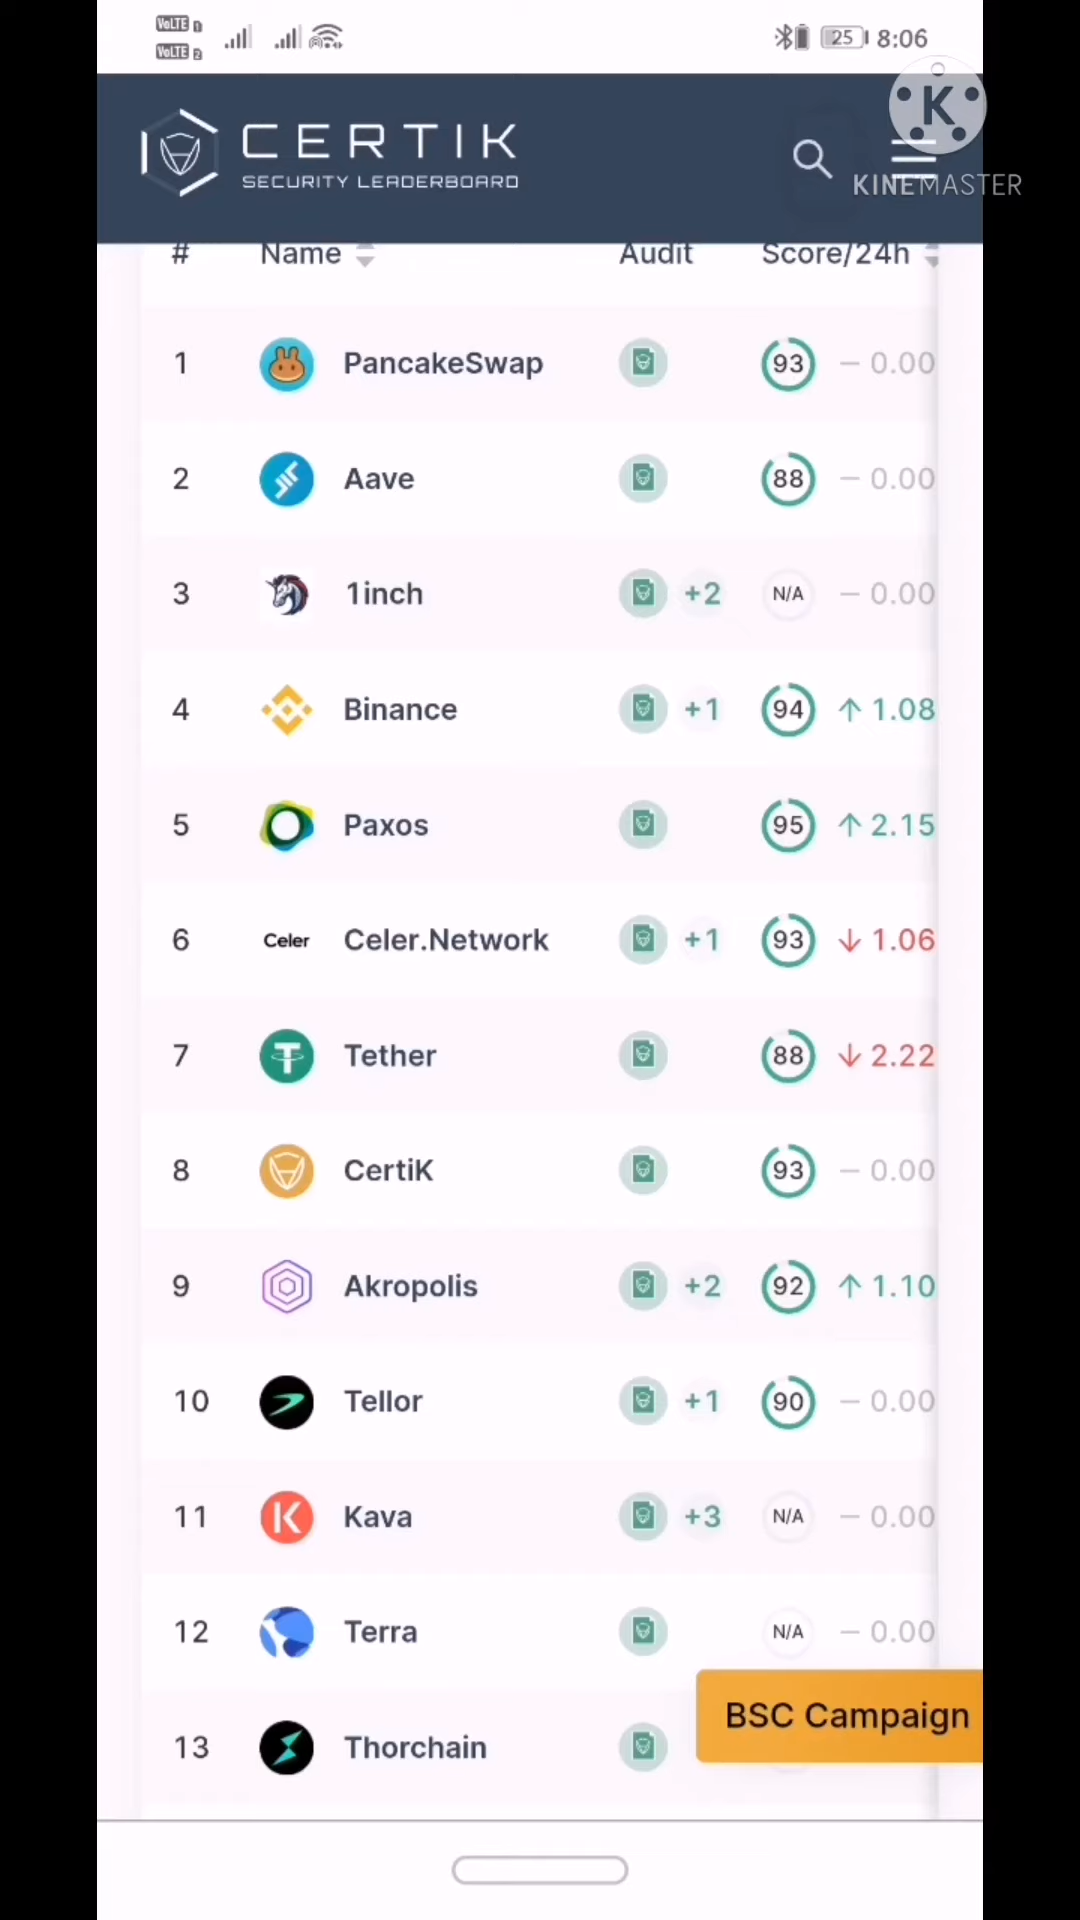 VoLTE 1
VoLTE 2
25 8:06
CERTIK
SECURITY LEADERBOARD
K
KINEMASTER
# Name Audit Score/24h
1 PancakeSwap 93 – 0.00
2 Aave 88 – 0.00
3 1inch +2 N/A – 0.00
4 Binance +1 94 ↑ 1.08
5 Paxos 95 ↑ 2.15
6 Celer Celer.Network +1 93 ↓ 1.06
7 Tether 88 ↓ 2.22
8 CertiK 93 – 0.00
9 Akropolis +2 92 ↑ 1.10
10 Tellor +1 90 – 0.00
11 Kava +3 N/A – 0.00
12 Terra N/A – 0.00
BSC Campaign
13 Thorchain